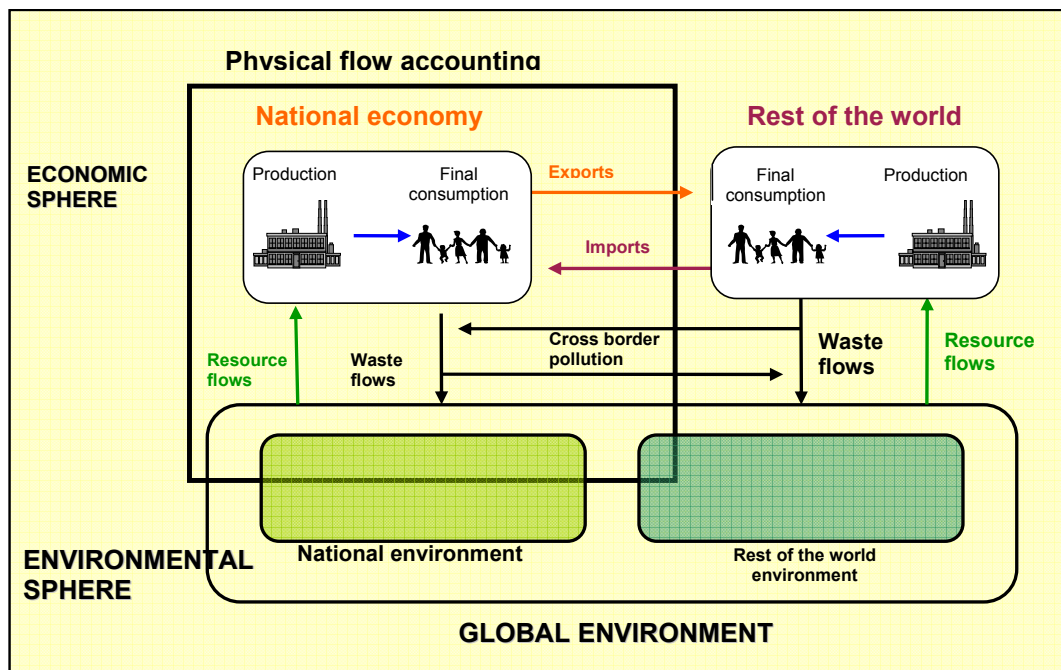 Physical flow accounting
National economy
Rest of the world
ECONOMIC
SPHERE
Production
Final
consumption
Exports
Final
consumption
Production
Imports
Cross border
pollution
Resource
flows
Waste
flows
Waste
flows
Resource
flows
National environment
Rest of the world
environment
ENVIRONMENTAL
SPHERE
GLOBAL ENVIRONMENT